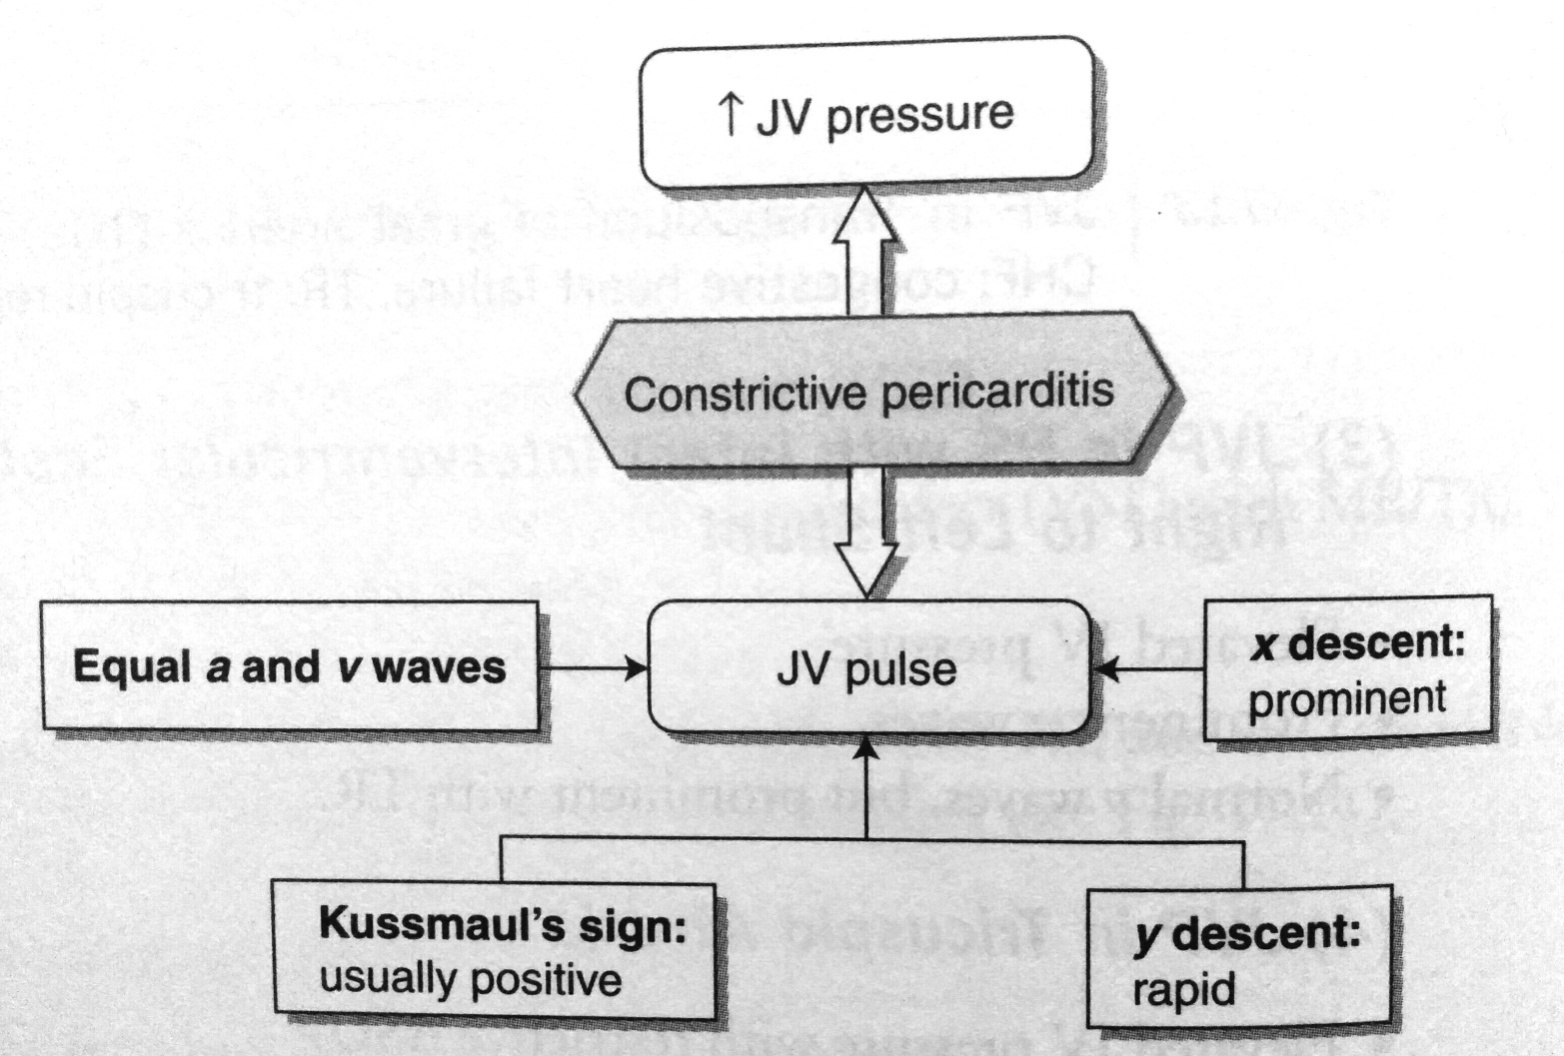 ↑ JV pressure
Constrictive pericarditis
Equal a and v waves
JV pulse
x descent:
prominent
Kussmaul's sign:
usually positive
y descent:
rapid